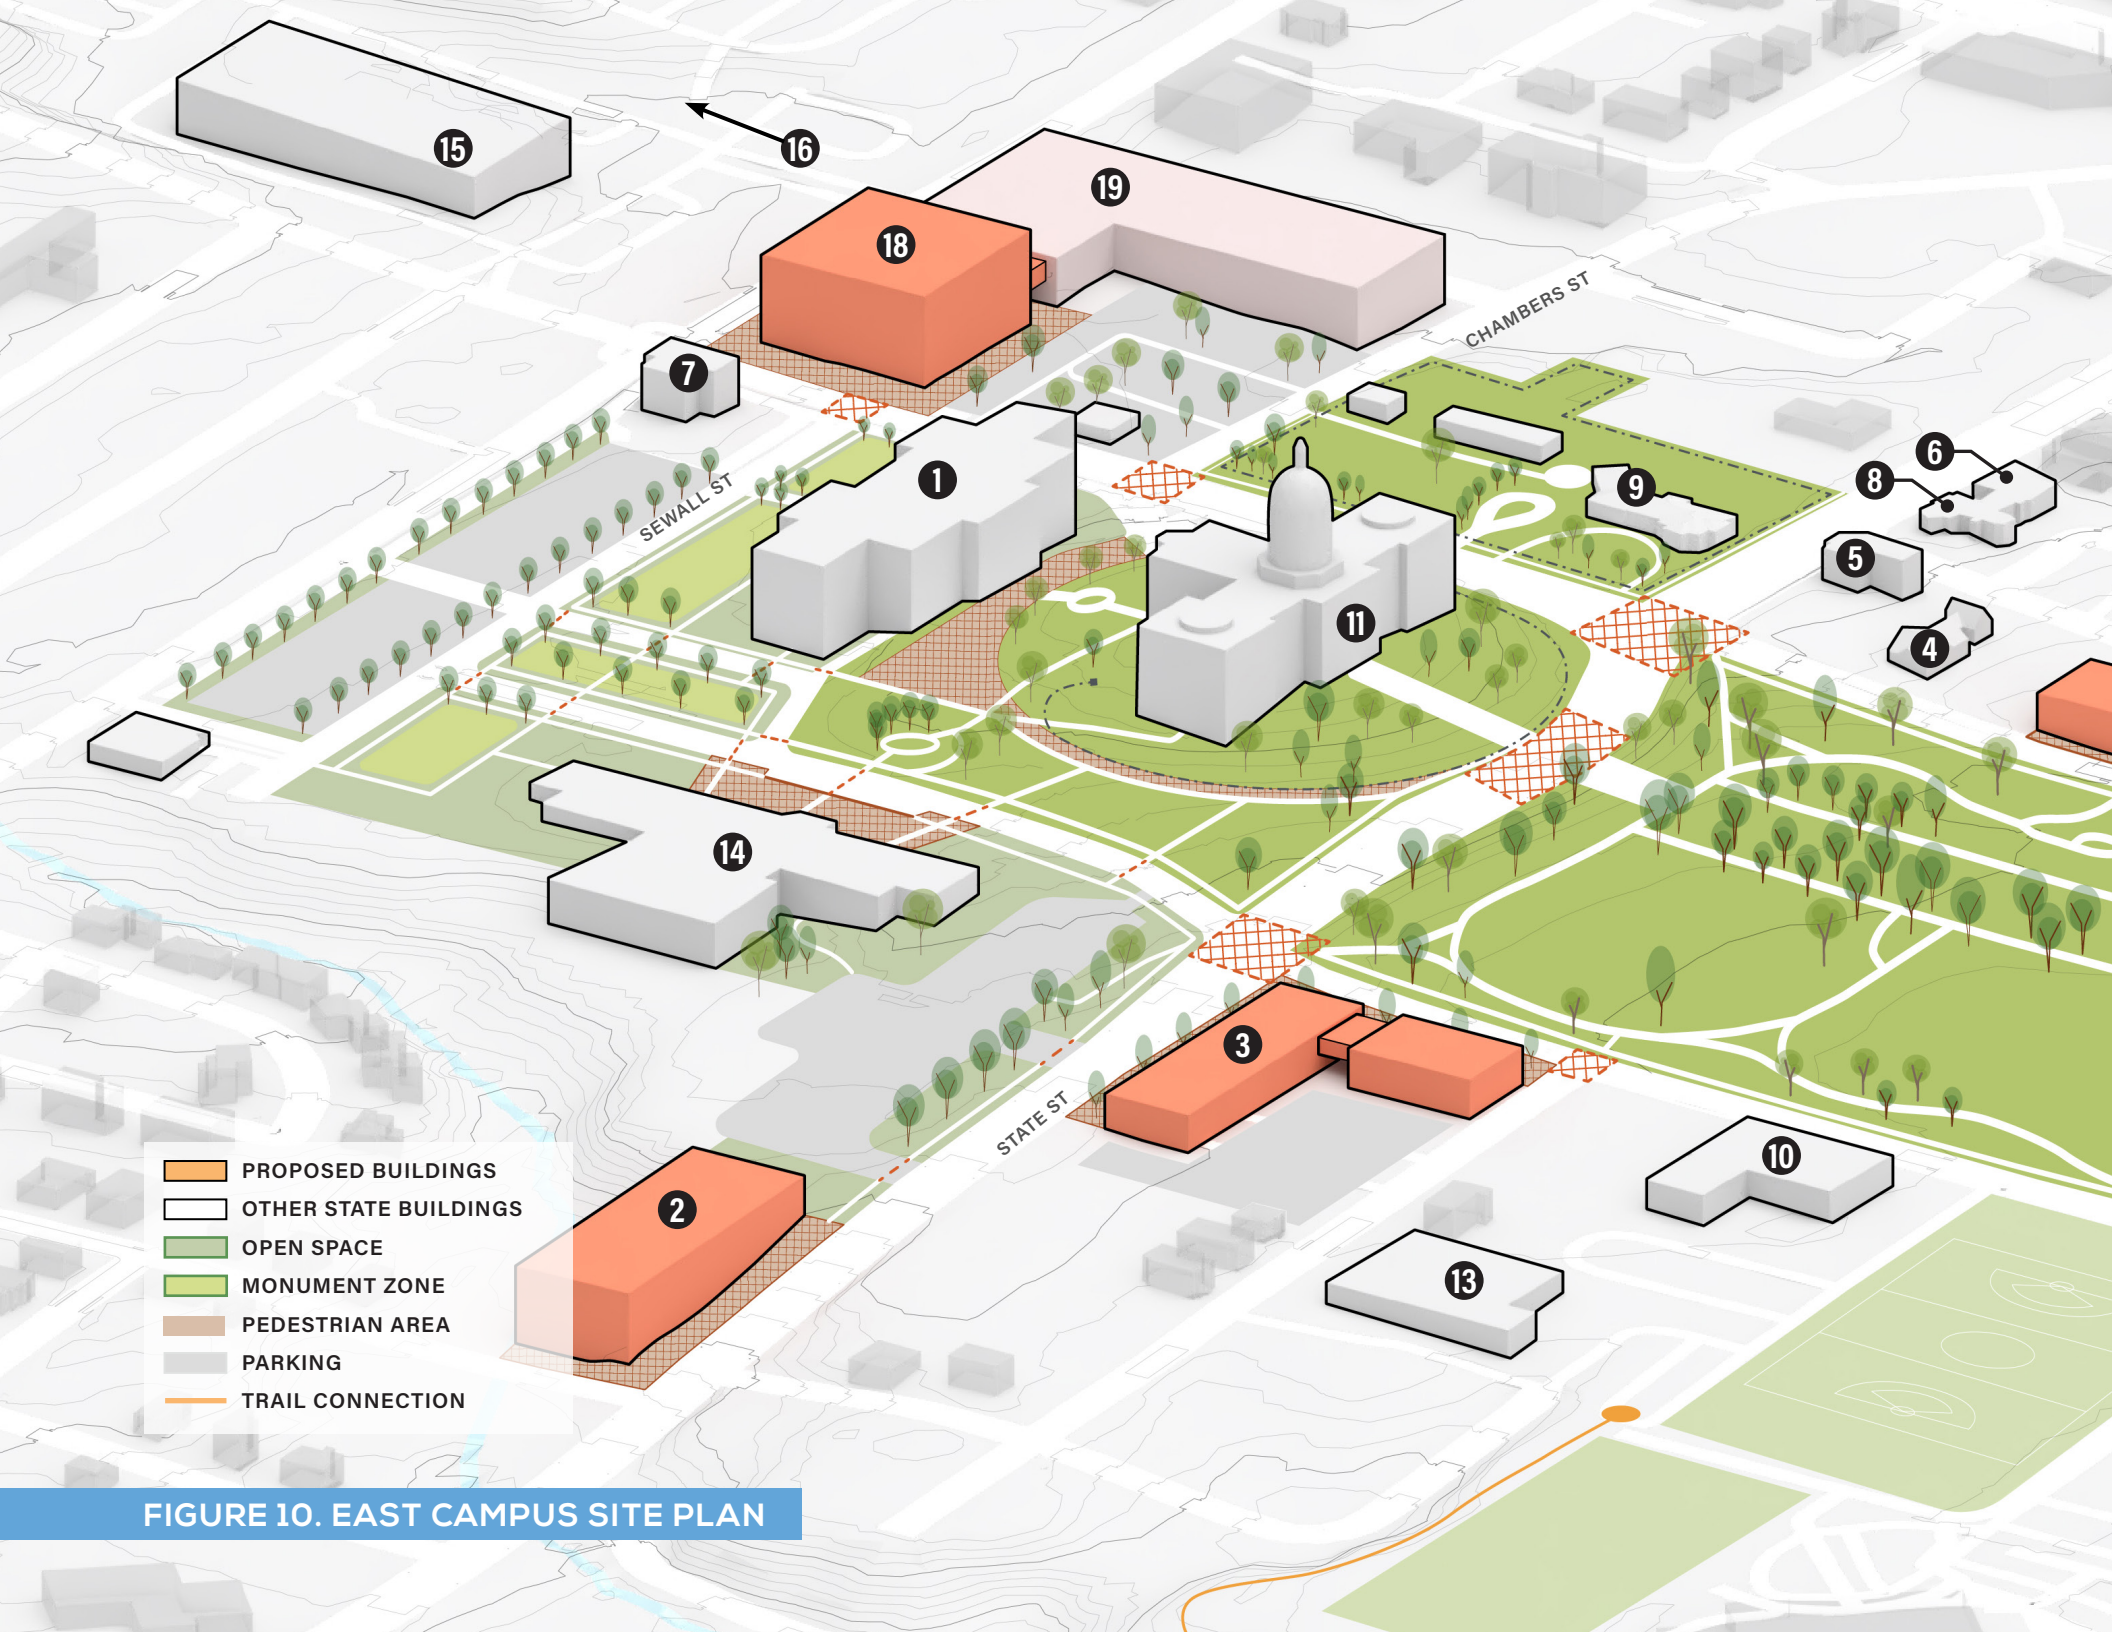 15
16
19
18
CHAMBERS ST
7
6
1
8
9
SEWALL ST
5
11
4
14
3
STATE ST
10
PROPOSED BUILDINGS
2
OTHER STATE BUILDINGS
OPEN SPACE
13
MONUMENT ZONE
PEDESTRIAN AREA
PARKING
TRAIL CONNECTION
FIGURE 10. EAST CAMPUS SITE PLAN